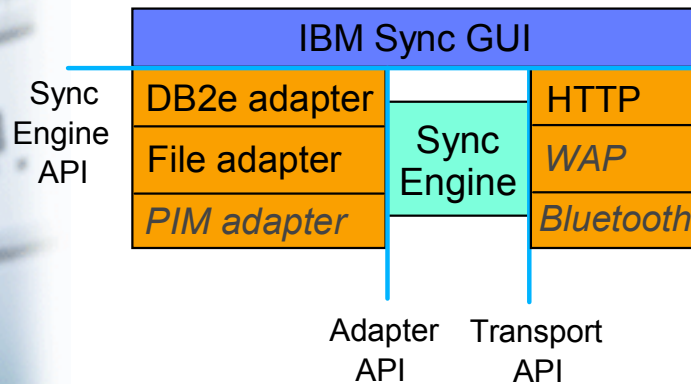 IBM Sync GUI
Sync
Engine
API
DB2e adapter
File adapter
PIM adapter
Sync
Engine
HTTP
WAP
Bluetooth
Adapter
API
Transport
API